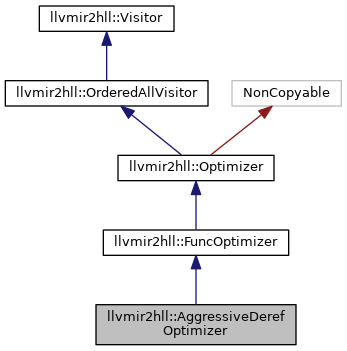 llvmir2hll::Visitor
llvmir2hll::OrderedAllVisitor
NonCopyable
llvmir2hll::Optimizer
llvmir2hll::FuncOptimizer
llvmir2hll::AggressiveDeref
Optimizer